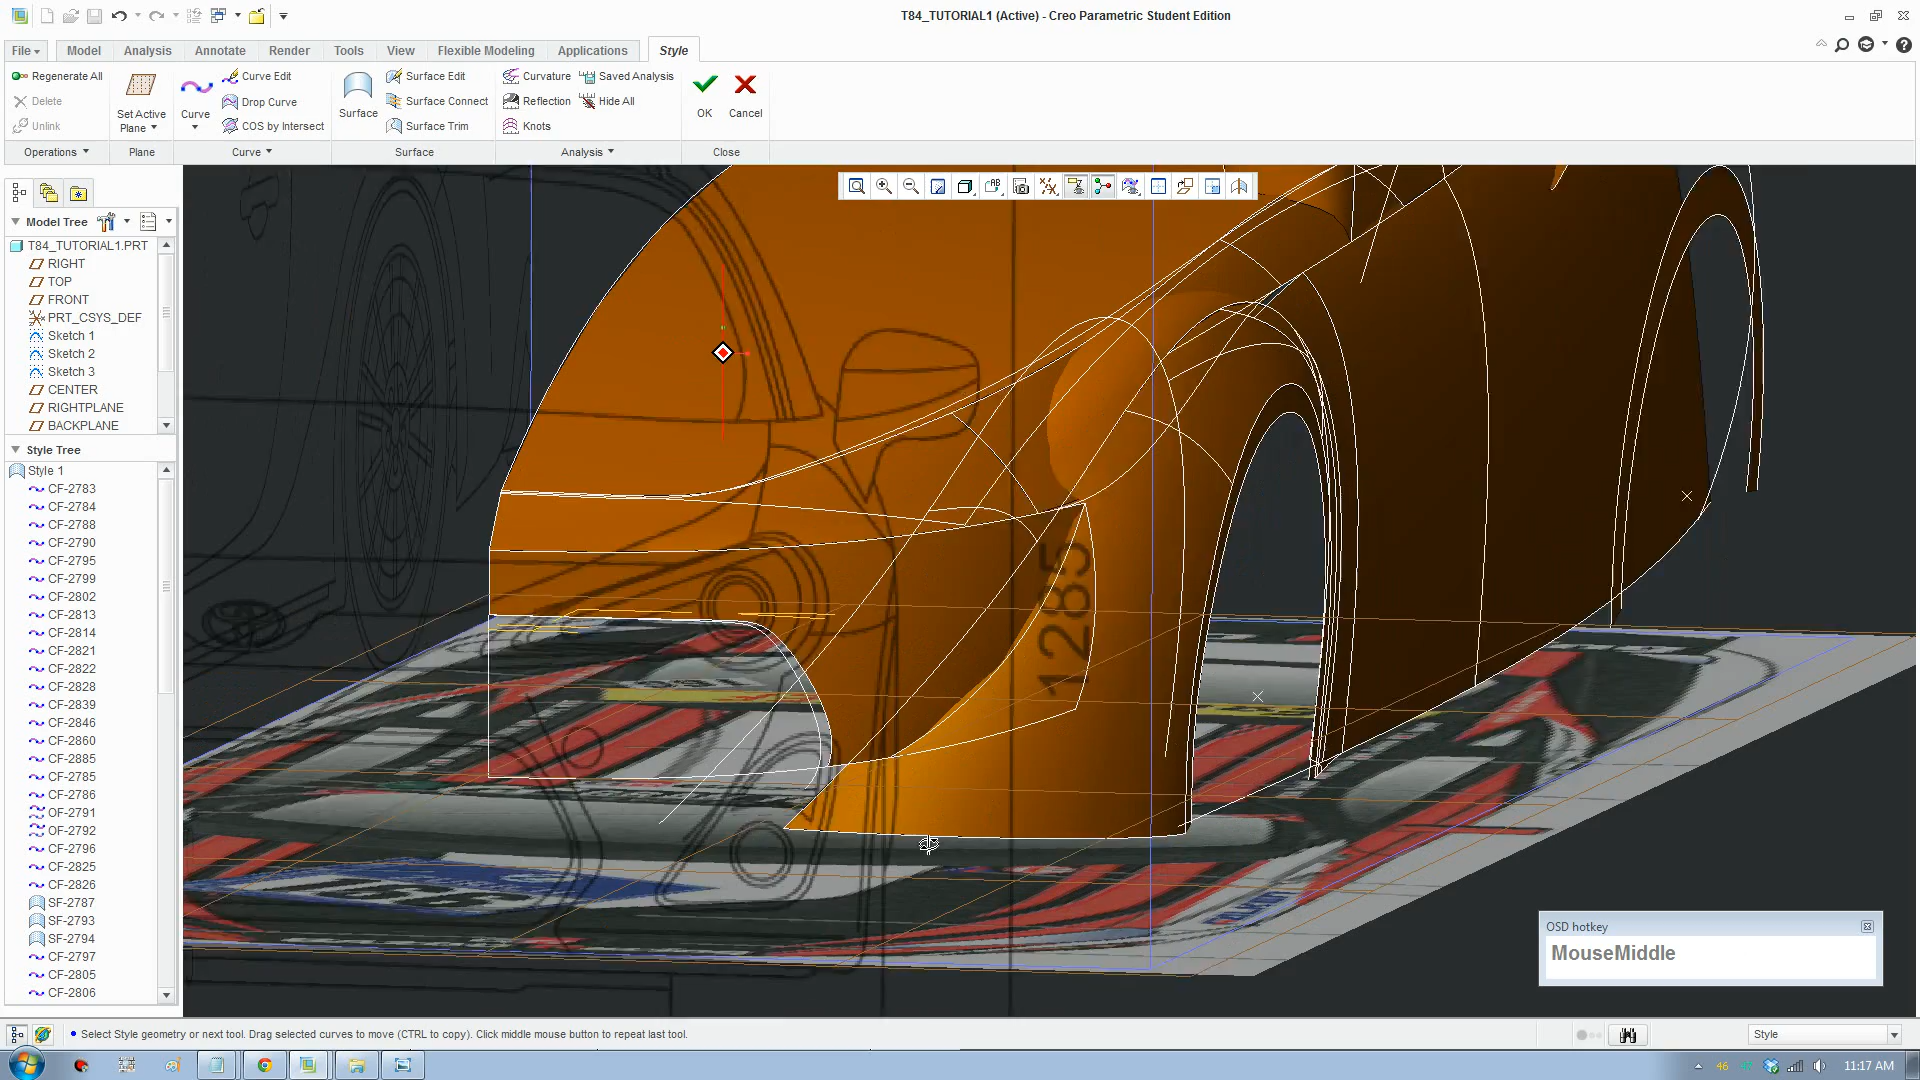 T84_TUTORIAL1 (Active) - Creo Parametric Student Edition
File
Model
Analysis
Annotate
Render
Tools
View
Flexible Modeling
Applications
Style
Regenerate All
Delete
Unlink
Set Active
Plane
Curve
Curve Edit
Drop Curve
COS by Intersect
Surface
Surface Edit
Surface Connect
Surface Trim
Curvature
Reflection
Knots
Saved Analysis
Hide All
OK
Cancel
Operations
Plane
Curve
Surface
Analysis
Close
Model Tree
T84_TUTORIAL1.PRT
RIGHT
TOP
FRONT
PRT_CSYS_DEF
Sketch 1
Sketch 2
Sketch 3
CENTER
RIGHTPLANE
BACKPLANE
Style Tree
Style 1
CF-2783
CF-2784
CF-2788
CF-2790
CF-2795
CF-2799
CF-2802
CF-2813
CF-2814
CF-2821
CF-2822
CF-2828
CF-2839
CF-2846
CF-2860
CF-2885
CF-2785
CF-2786
OF-2791
OF-2792
CF-2796
CF-2825
CF-2826
SF-2787
SF-2793
SF-2794
CF-2797
CF-2805
CF-2806
1285
OSD hotkey
MouseMiddle
Select Style geometry or next tool. Drag selected curves to move (CTRL to copy). Click middle mouse button to repeat last tool.
Style
46
11:17 AM